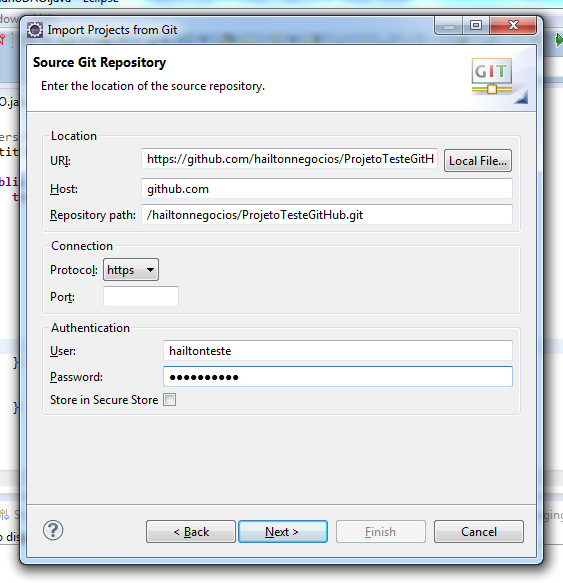 Eclipse
Import Projects from Git
Source Git Repository
Enter the location of the source repository.
GIT
Location
URI:
https://github.com/hailtonnegocios/ProjetoTesteGitH
Local File...
Host:
github.com
Repository path:
/hailtonnegocios/ProjetoTesteGitHub.git
Connection
Protocol:
https
Port:
Authentication
User:
hailtonteste
Password:
●●●●●●●●●●
Store in Secure Store
< Back
Next >
Finish
Cancel